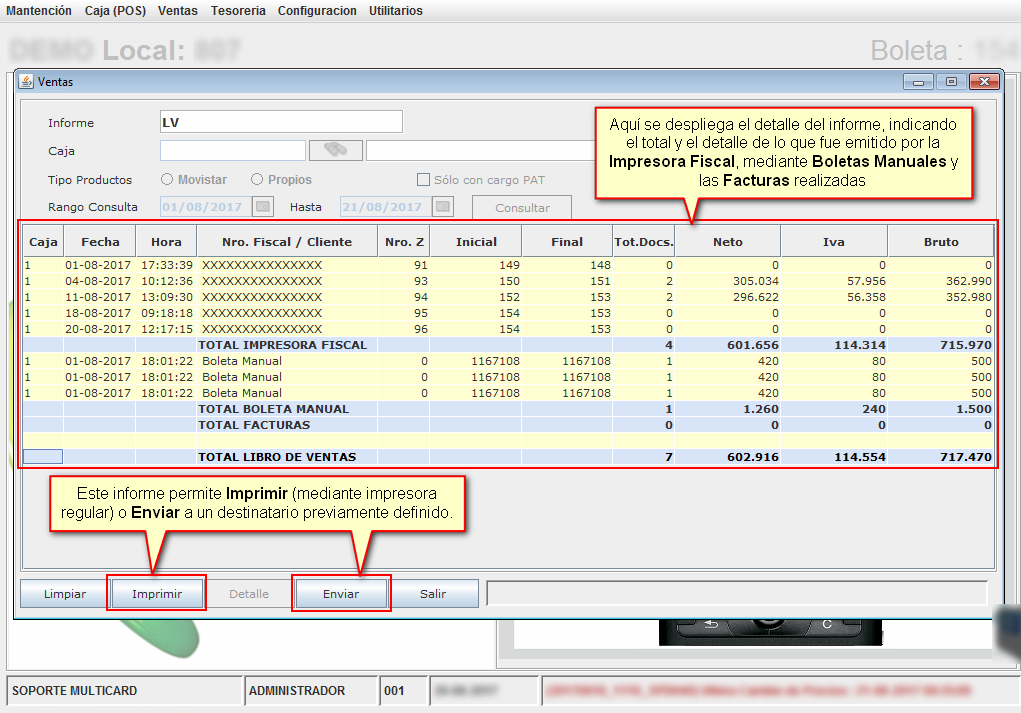 Mantención Caja (POS) Ventas Tesoreria Configuracion Utilitarios
DEMO Local: 807 Boleta : 154
Ventas
Informe LV
Caja
Tipo Productos Movistar Propios Sólo con cargo PAT
Rango Consulta 01/08/2017 Hasta 21/08/2017 Consultar
Aquí se despliega el detalle del informe, indicando
el total y el detalle de lo que fue emitido por la
Impresora Fiscal, mediante Boletas Manuales y
las Facturas realizadas
Caja Fecha Hora Nro. Fiscal / Cliente Nro. Z Inicial Final Tot.Docs. Neto Iva Bruto
1 01-08-2017 17:33:39 XXXXXXXXXXXXXXX 91 149 148 0 0 0 0
1 04-08-2017 10:12:36 XXXXXXXXXXXXXXX 93 150 151 2 305.034 57.956 362.990
1 11-08-2017 13:09:30 XXXXXXXXXXXXXXX 94 152 153 2 296.622 56.358 352.980
1 18-08-2017 09:18:18 XXXXXXXXXXXXXXX 95 154 153 0 0 0 0
1 20-08-2017 12:17:15 XXXXXXXXXXXXXXX 96 154 153 0 0 0 0
TOTAL IMPRESORA FISCAL 4 601.656 114.314 715.970
1 01-08-2017 18:01:22 Boleta Manual 0 1167108 1167108 1 420 80 500
1 01-08-2017 18:01:22 Boleta Manual 0 1167108 1167108 1 420 80 500
1 01-08-2017 18:01:22 Boleta Manual 0 1167108 1167108 1 420 80 500
TOTAL BOLETA MANUAL 1 1.260 240 1.500
TOTAL FACTURAS 0 0 0 0
TOTAL LIBRO DE VENTAS 7 602.916 114.554 717.470
Este informe permite Imprimir (mediante impresora
regular) o Enviar a un destinatario previamente definido.
Limpiar Imprimir Detalle Enviar Salir
C
SOPORTE MULTICARD ADMINISTRADOR 001